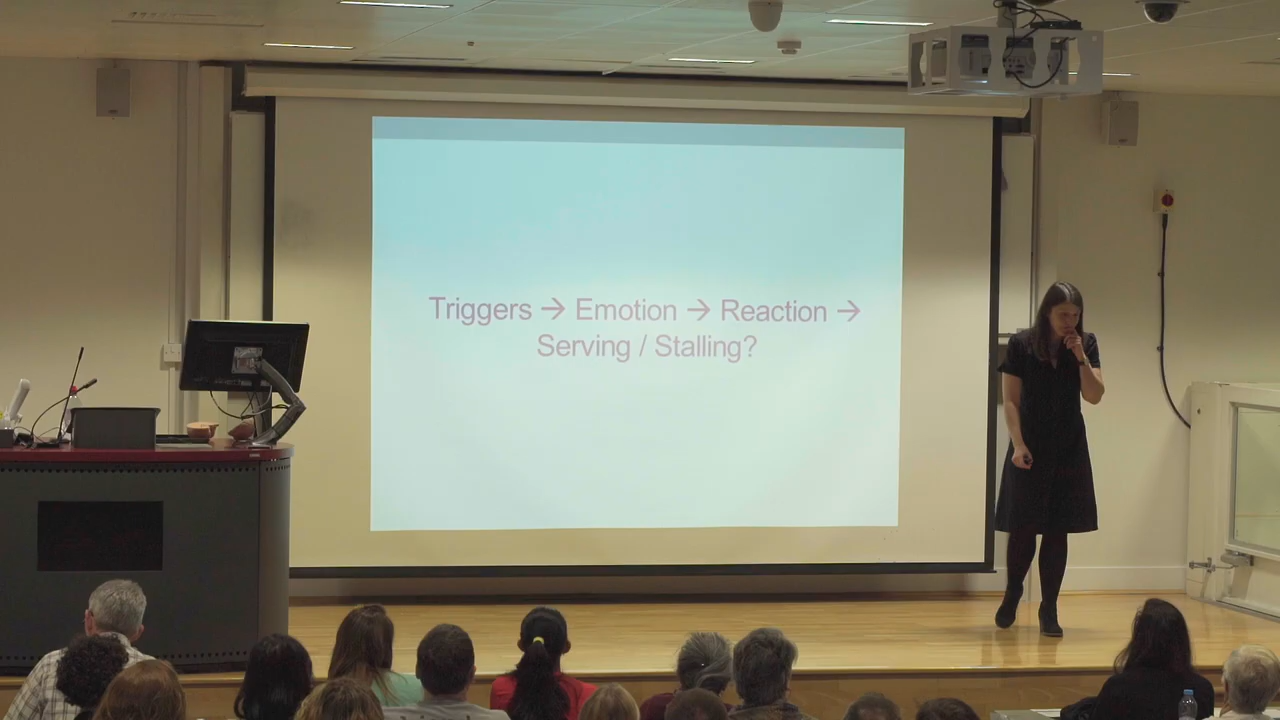 Triggers → Emotion → Reaction →
Serving / Stalling?